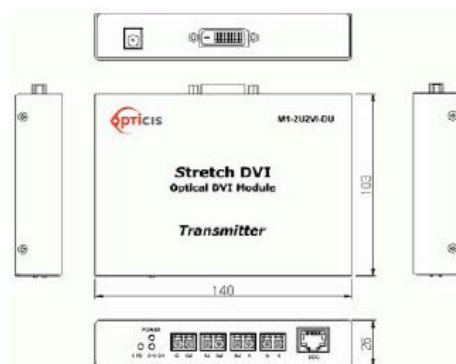 OPTICIS
M1-2U2VI-DU
Stretch DVI
Optical DVI Module
Transmitter
103
140
POWER
26